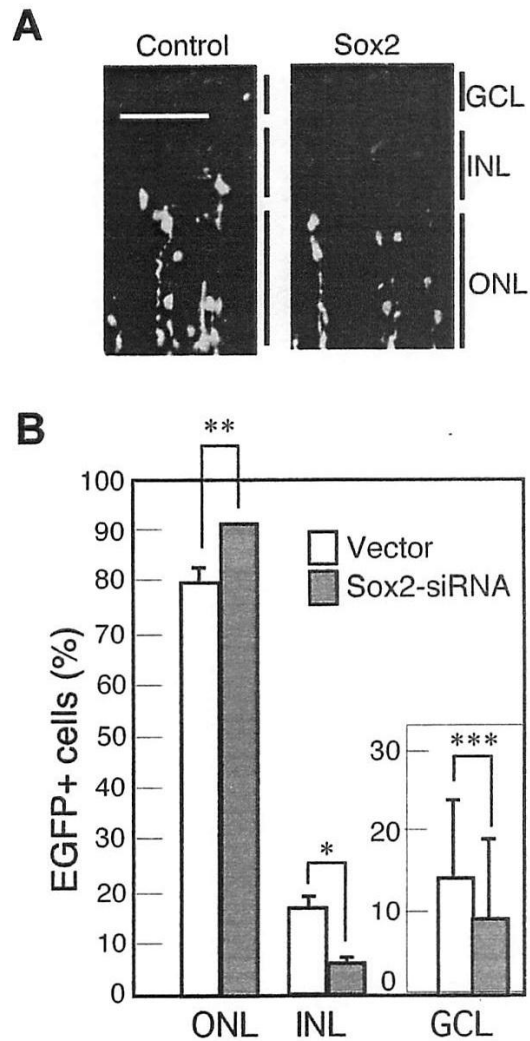 A
Control Sox2
GCL
INL
ONL
B
**
100
90
80
70
60
50
40
30
20
10
0
EGFP+ cells (%)
Vector
Sox2-siRNA
*
30
20
10
0
***
ONL INL GCL